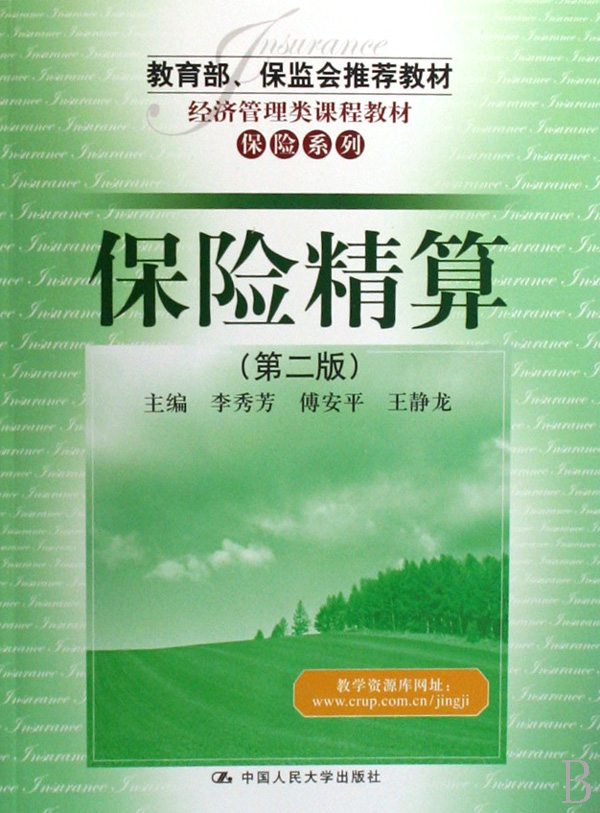 Insurance
教育部、保监会推荐教材
经济管理类课程教材
保险系列
保险精算
(第二版)
主编 李秀芳 傅安平 王静龙
教学资源库网址:
www.crup.com.cn/jingji
中国人民大学出版社
B